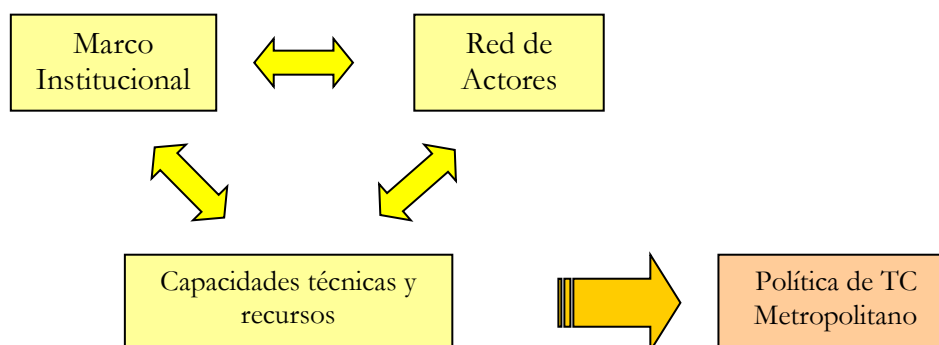 Marco
Institucional
Red de
Actores
Capacidades técnicas y
recursos
Política de TC
Metropolitano